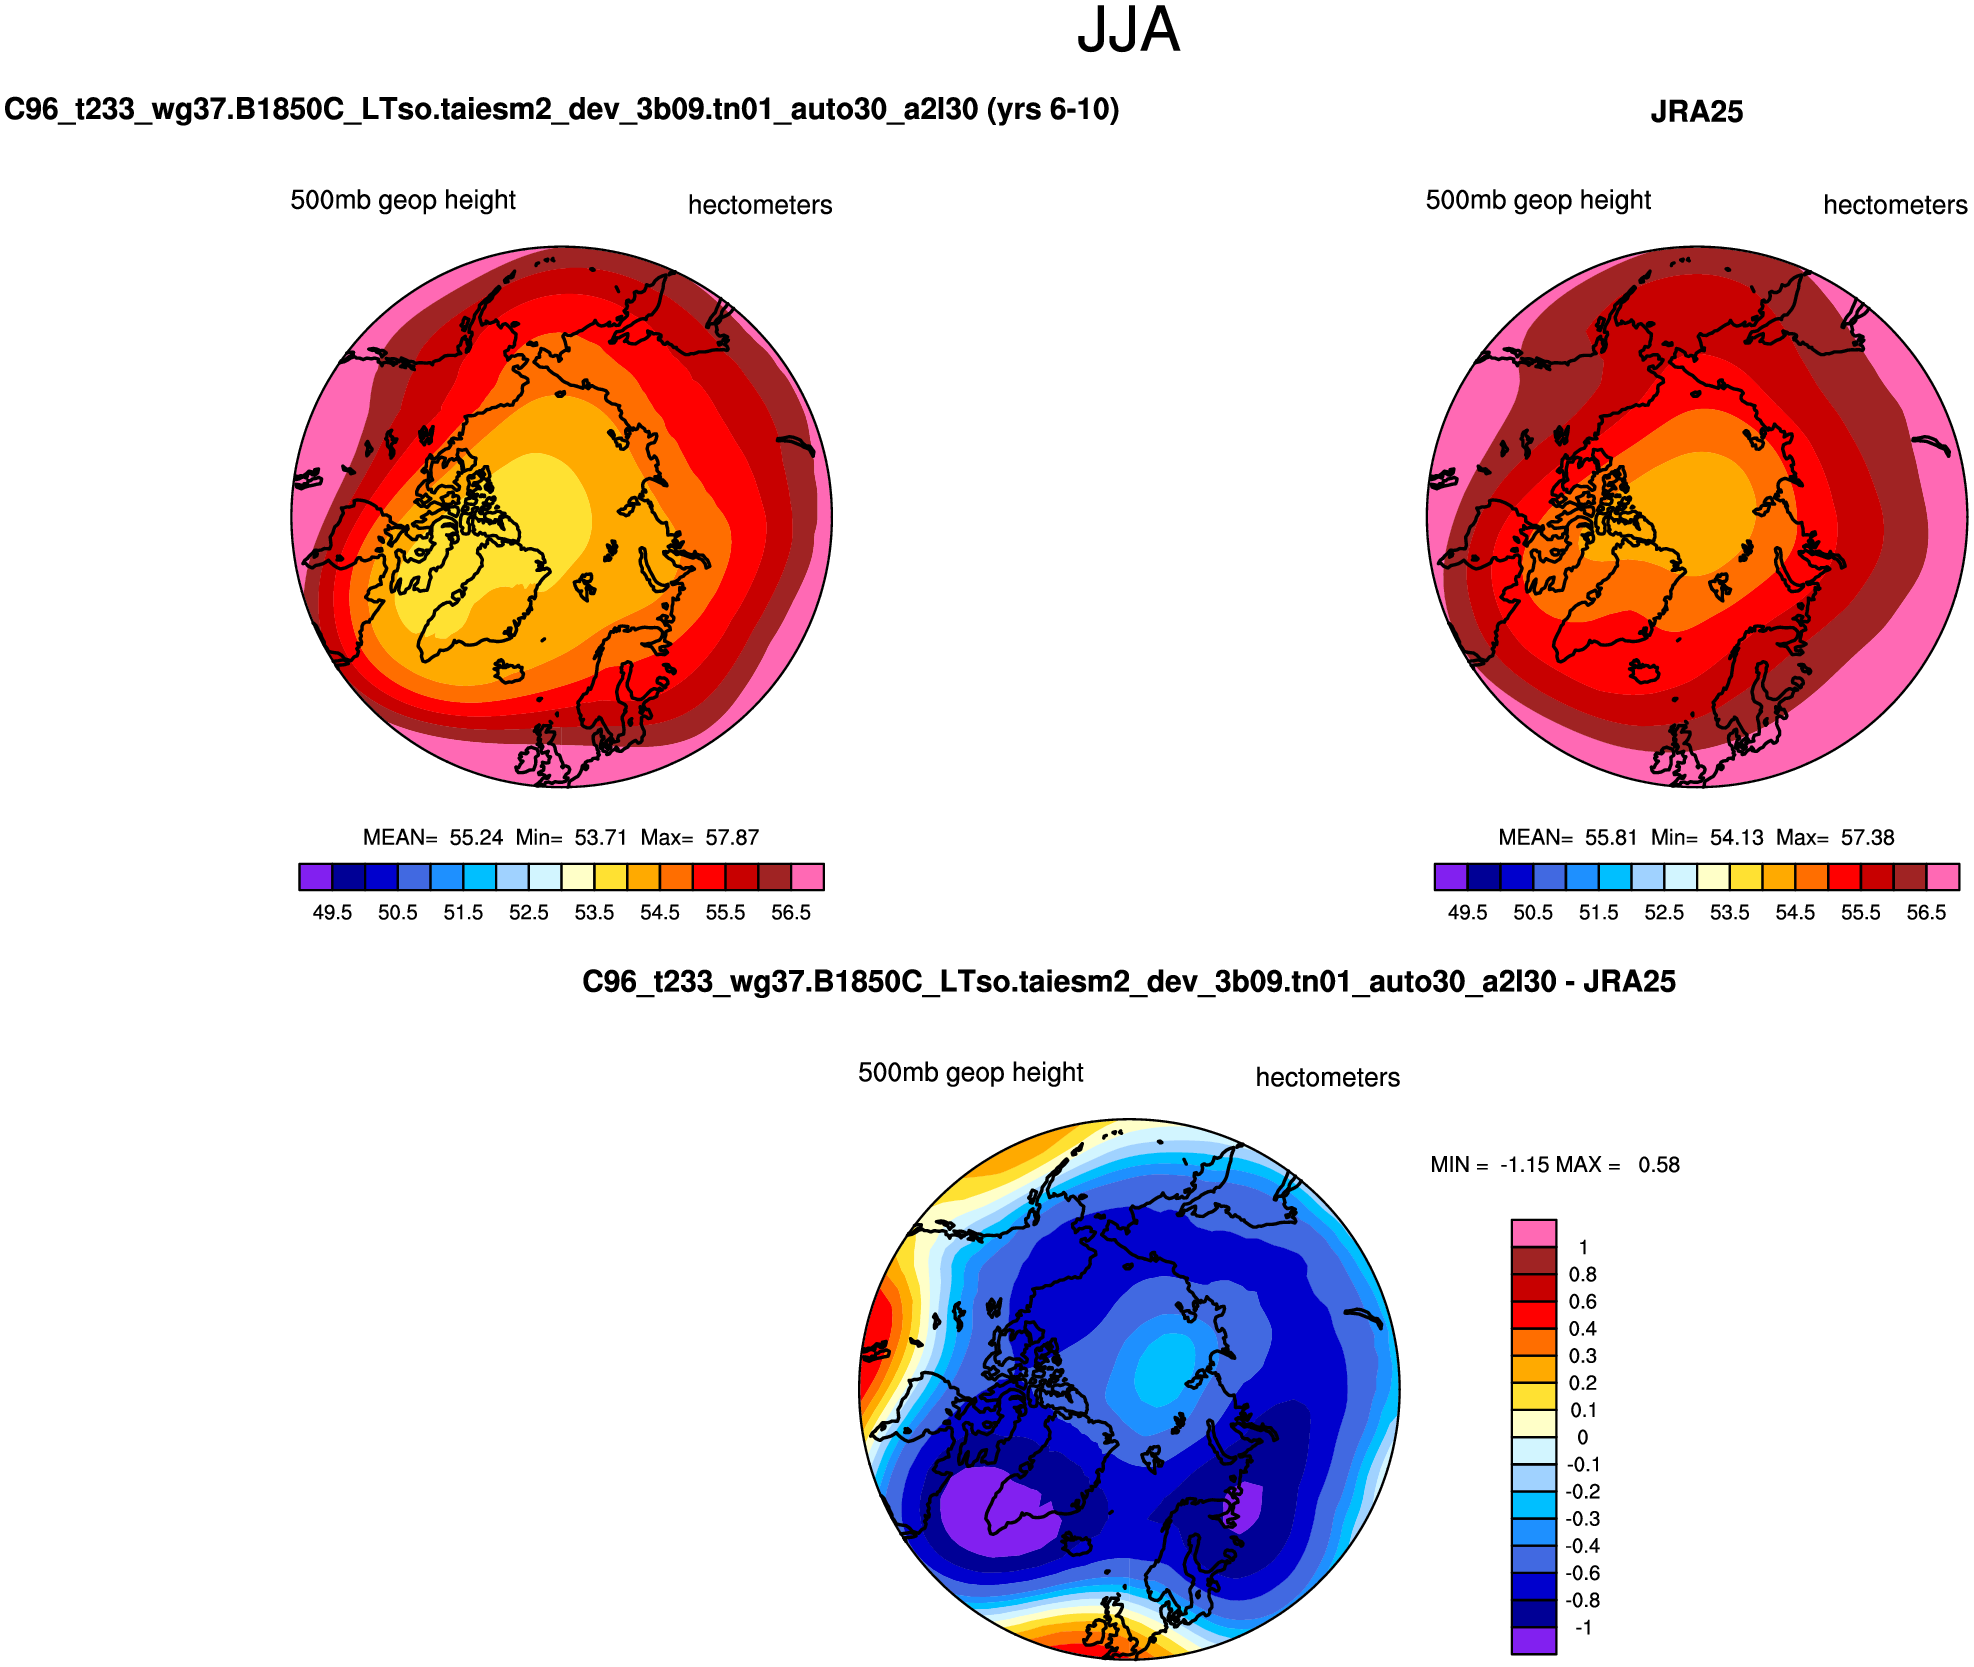 JJA
C96_t233_wg37.B1850C_LTso.taiesm2_dev_3b09.tn01_auto30_a2l30 (yrs 6-10)
JRA25
500mb geop height hectometers
500mb geop height hectometers
MEAN= 55.24 Min= 53.71 Max= 57.87
MEAN= 55.81 Min= 54.13 Max= 57.38
49.5 50.5 51.5 52.5 53.5 54.5 55.5 56.5
49.5 50.5 51.5 52.5 53.5 54.5 55.5 56.5
C96_t233_wg37.B1850C_LTso.taiesm2_dev_3b09.tn01_auto30_a2l30 - JRA25
500mb geop height hectometers
MIN = -1.15 MAX = 0.58
1
0.8
0.6
0.4
0.3
0.2
0.1
0
-0.1
-0.2
-0.3
-0.4
-0.6
-0.8
-1